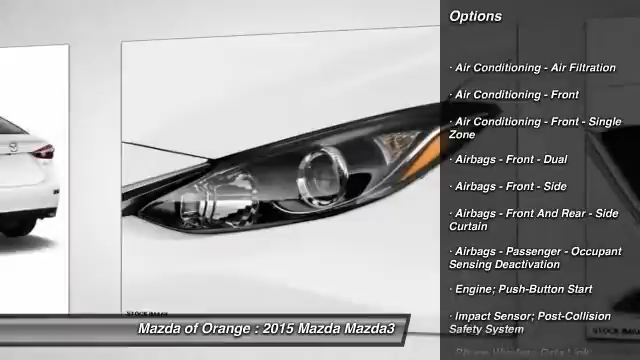 Options
· Air Conditioning - Air Filtration
· Air Conditioning - Front
· Air Conditioning - Front - Single
Zone
· Airbags - Front - Dual
· Airbags - Front - Side
· Airbags - Front And Rear - Side
Curtain
· Airbags - Passenger - Occupant
Sensing Deactivation
· Engine; Push-Button Start
· Impact Sensor; Post-Collision
Safety System
STOCK IMAGE
Mazda of Orange : 2015 Mazda Mazda3